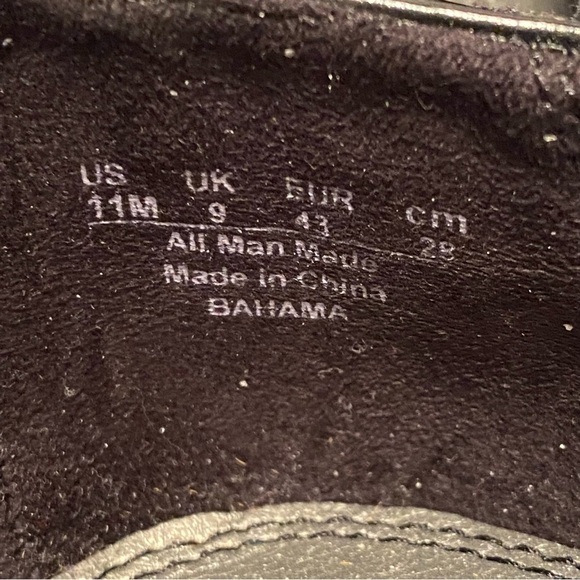 US UK EUR cm
11M 9 43 28
All Man Made
Made in China
BAHAMA